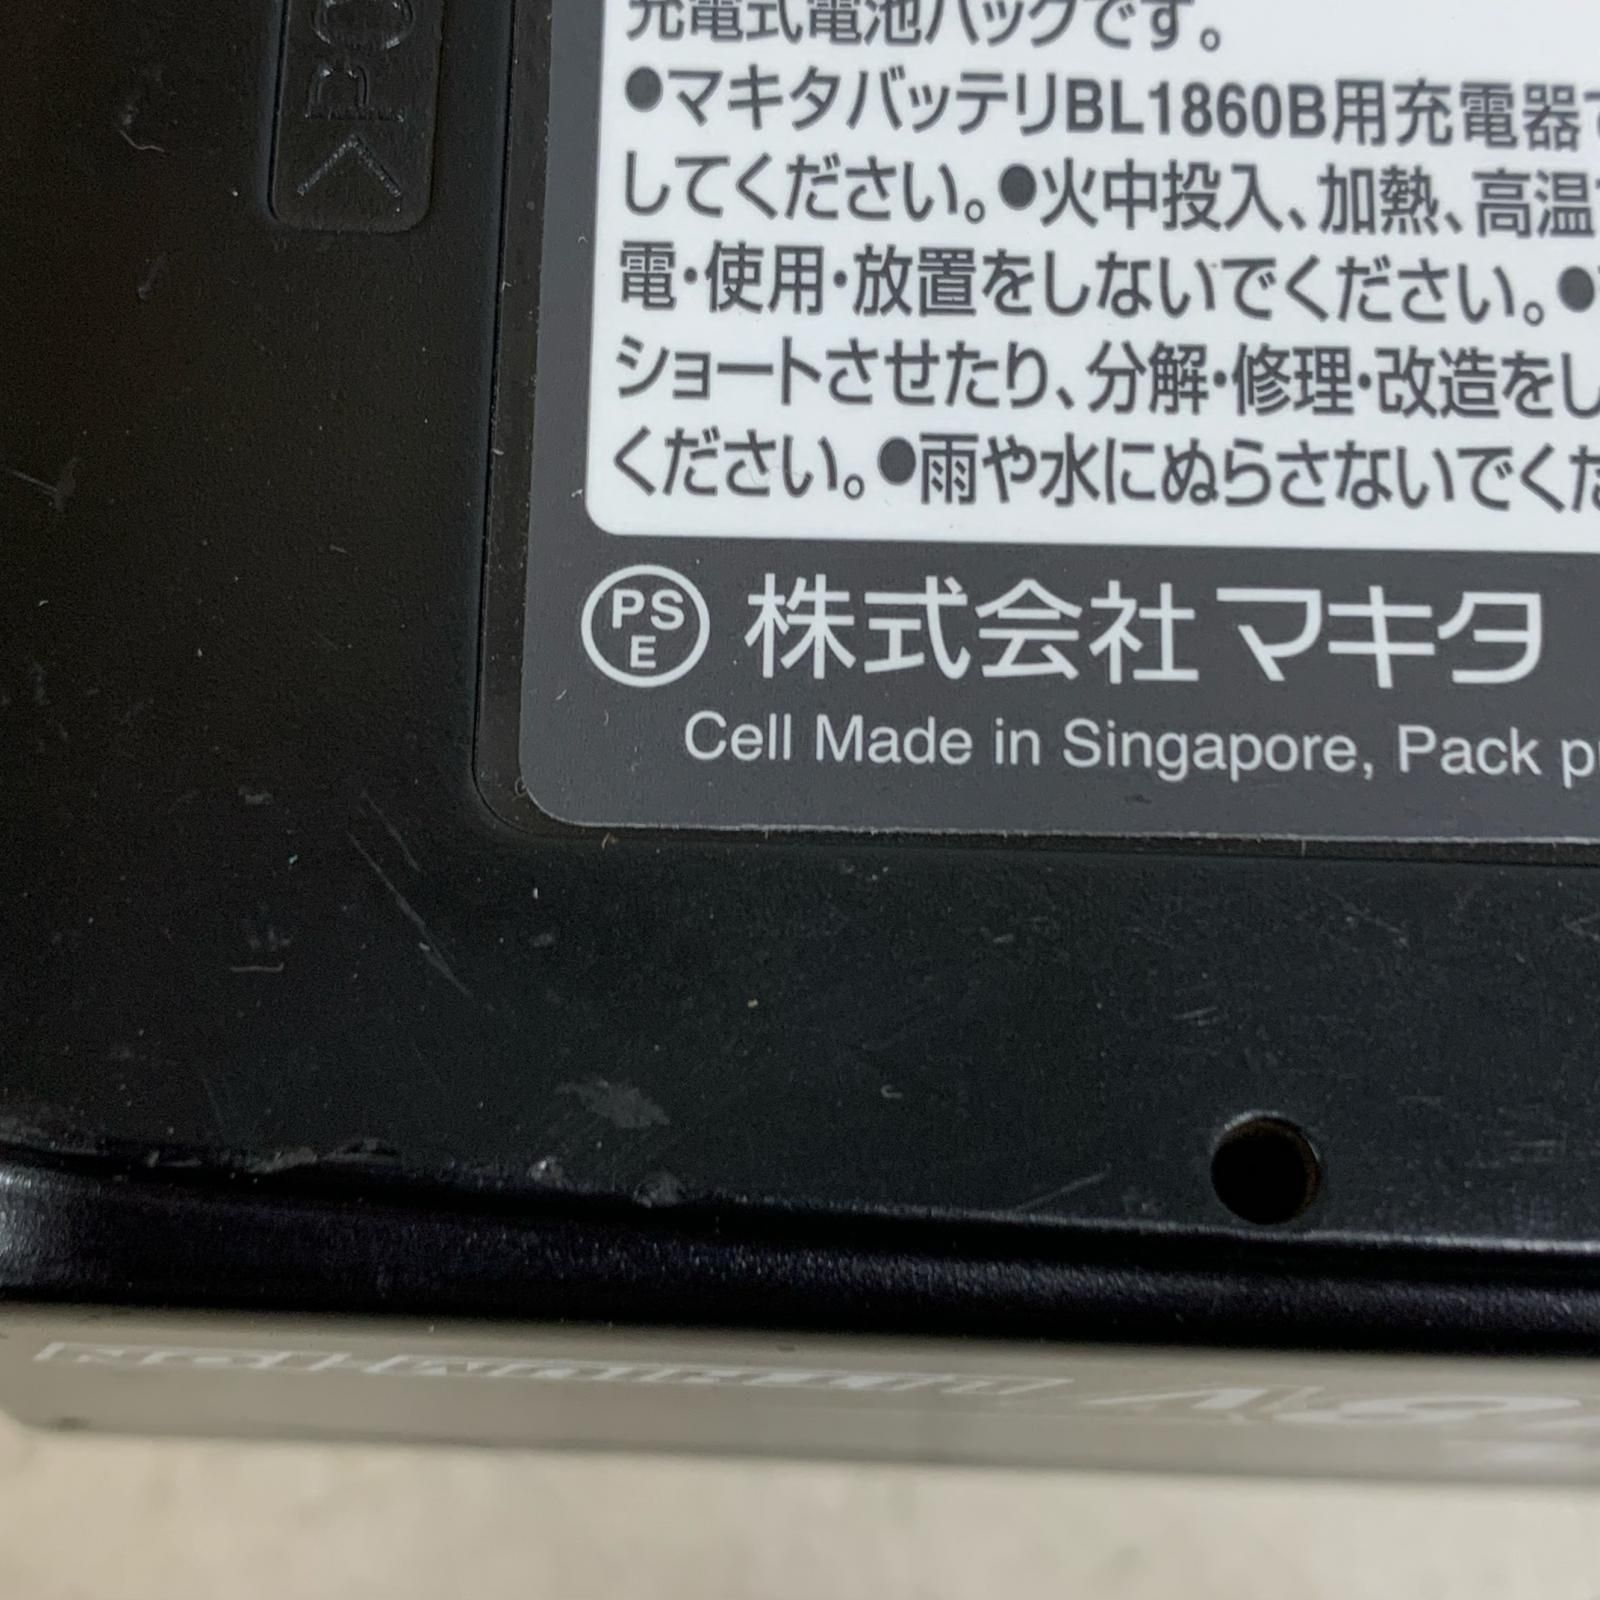 充電式電池パックです。
●マキタバッテリBL1860B用充電器で
してください。●火中投入、加熱、高温
電・使用・放置をしないでください。●
ショートさせたり、分解・修理・改造をし
ください。●雨や水にぬらさないでくだ
PS
E
株式会社マキタ
Cell Made in Singapore, Pack